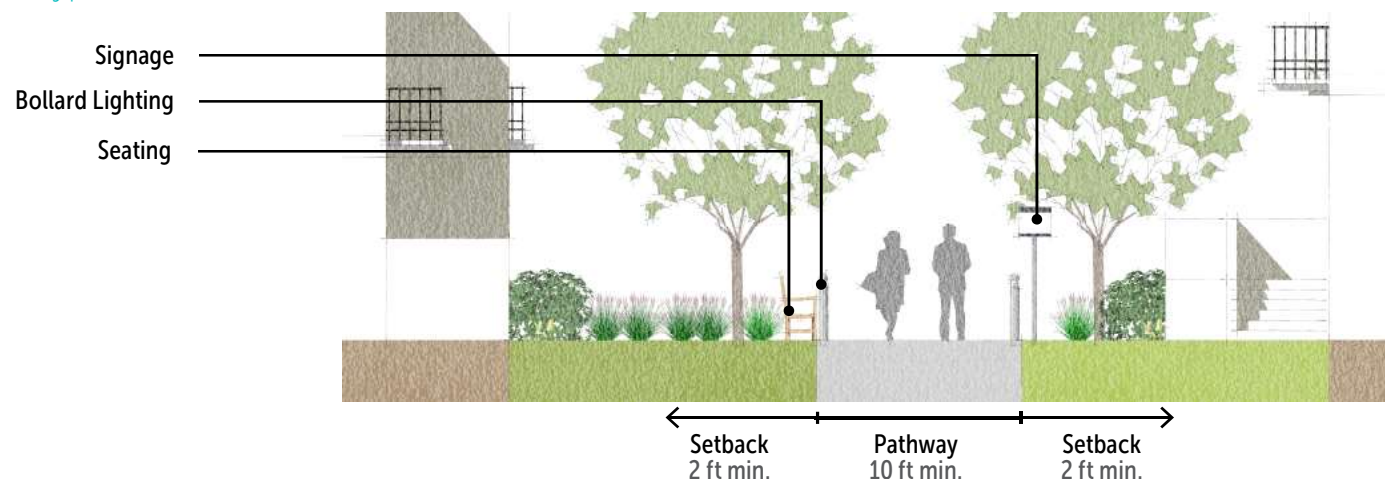 Signage
Bollard Lighting
Seating
Setback
2 ft min.
Pathway
10 ft min.
Setback
2 ft min.